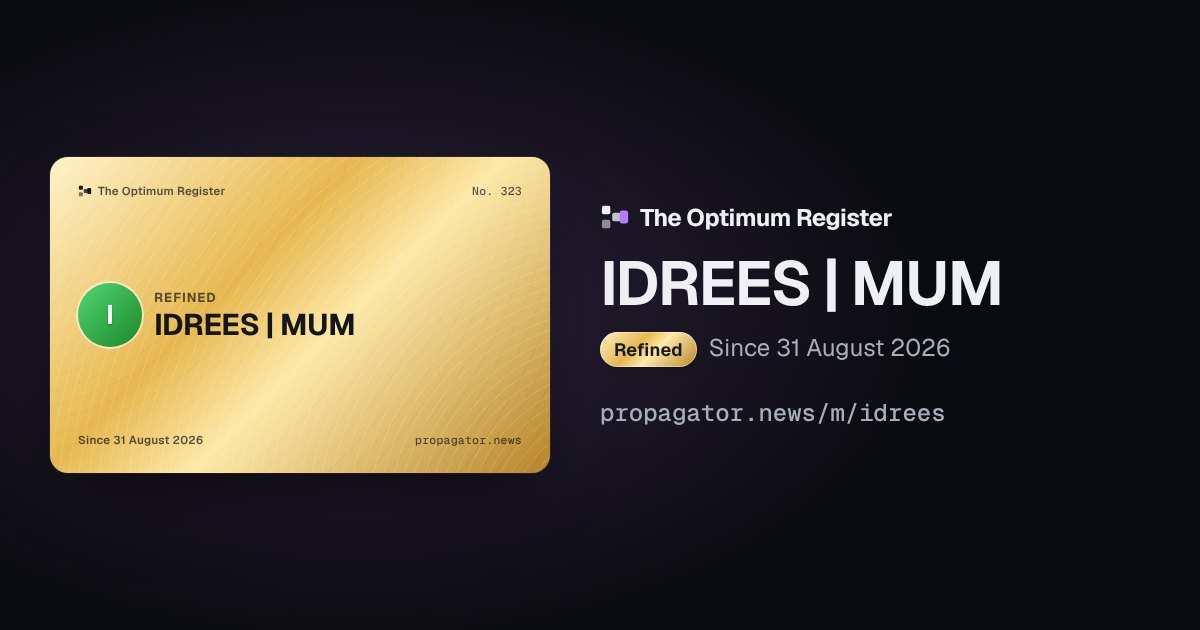 The Optimum Register
No. 323
I
REFINED
IDREES | MUM
Since 31 August 2026
propagator.news
The Optimum Register
IDREES | MUM
Refined
Since 31 August 2026
propagator.news/m/idrees